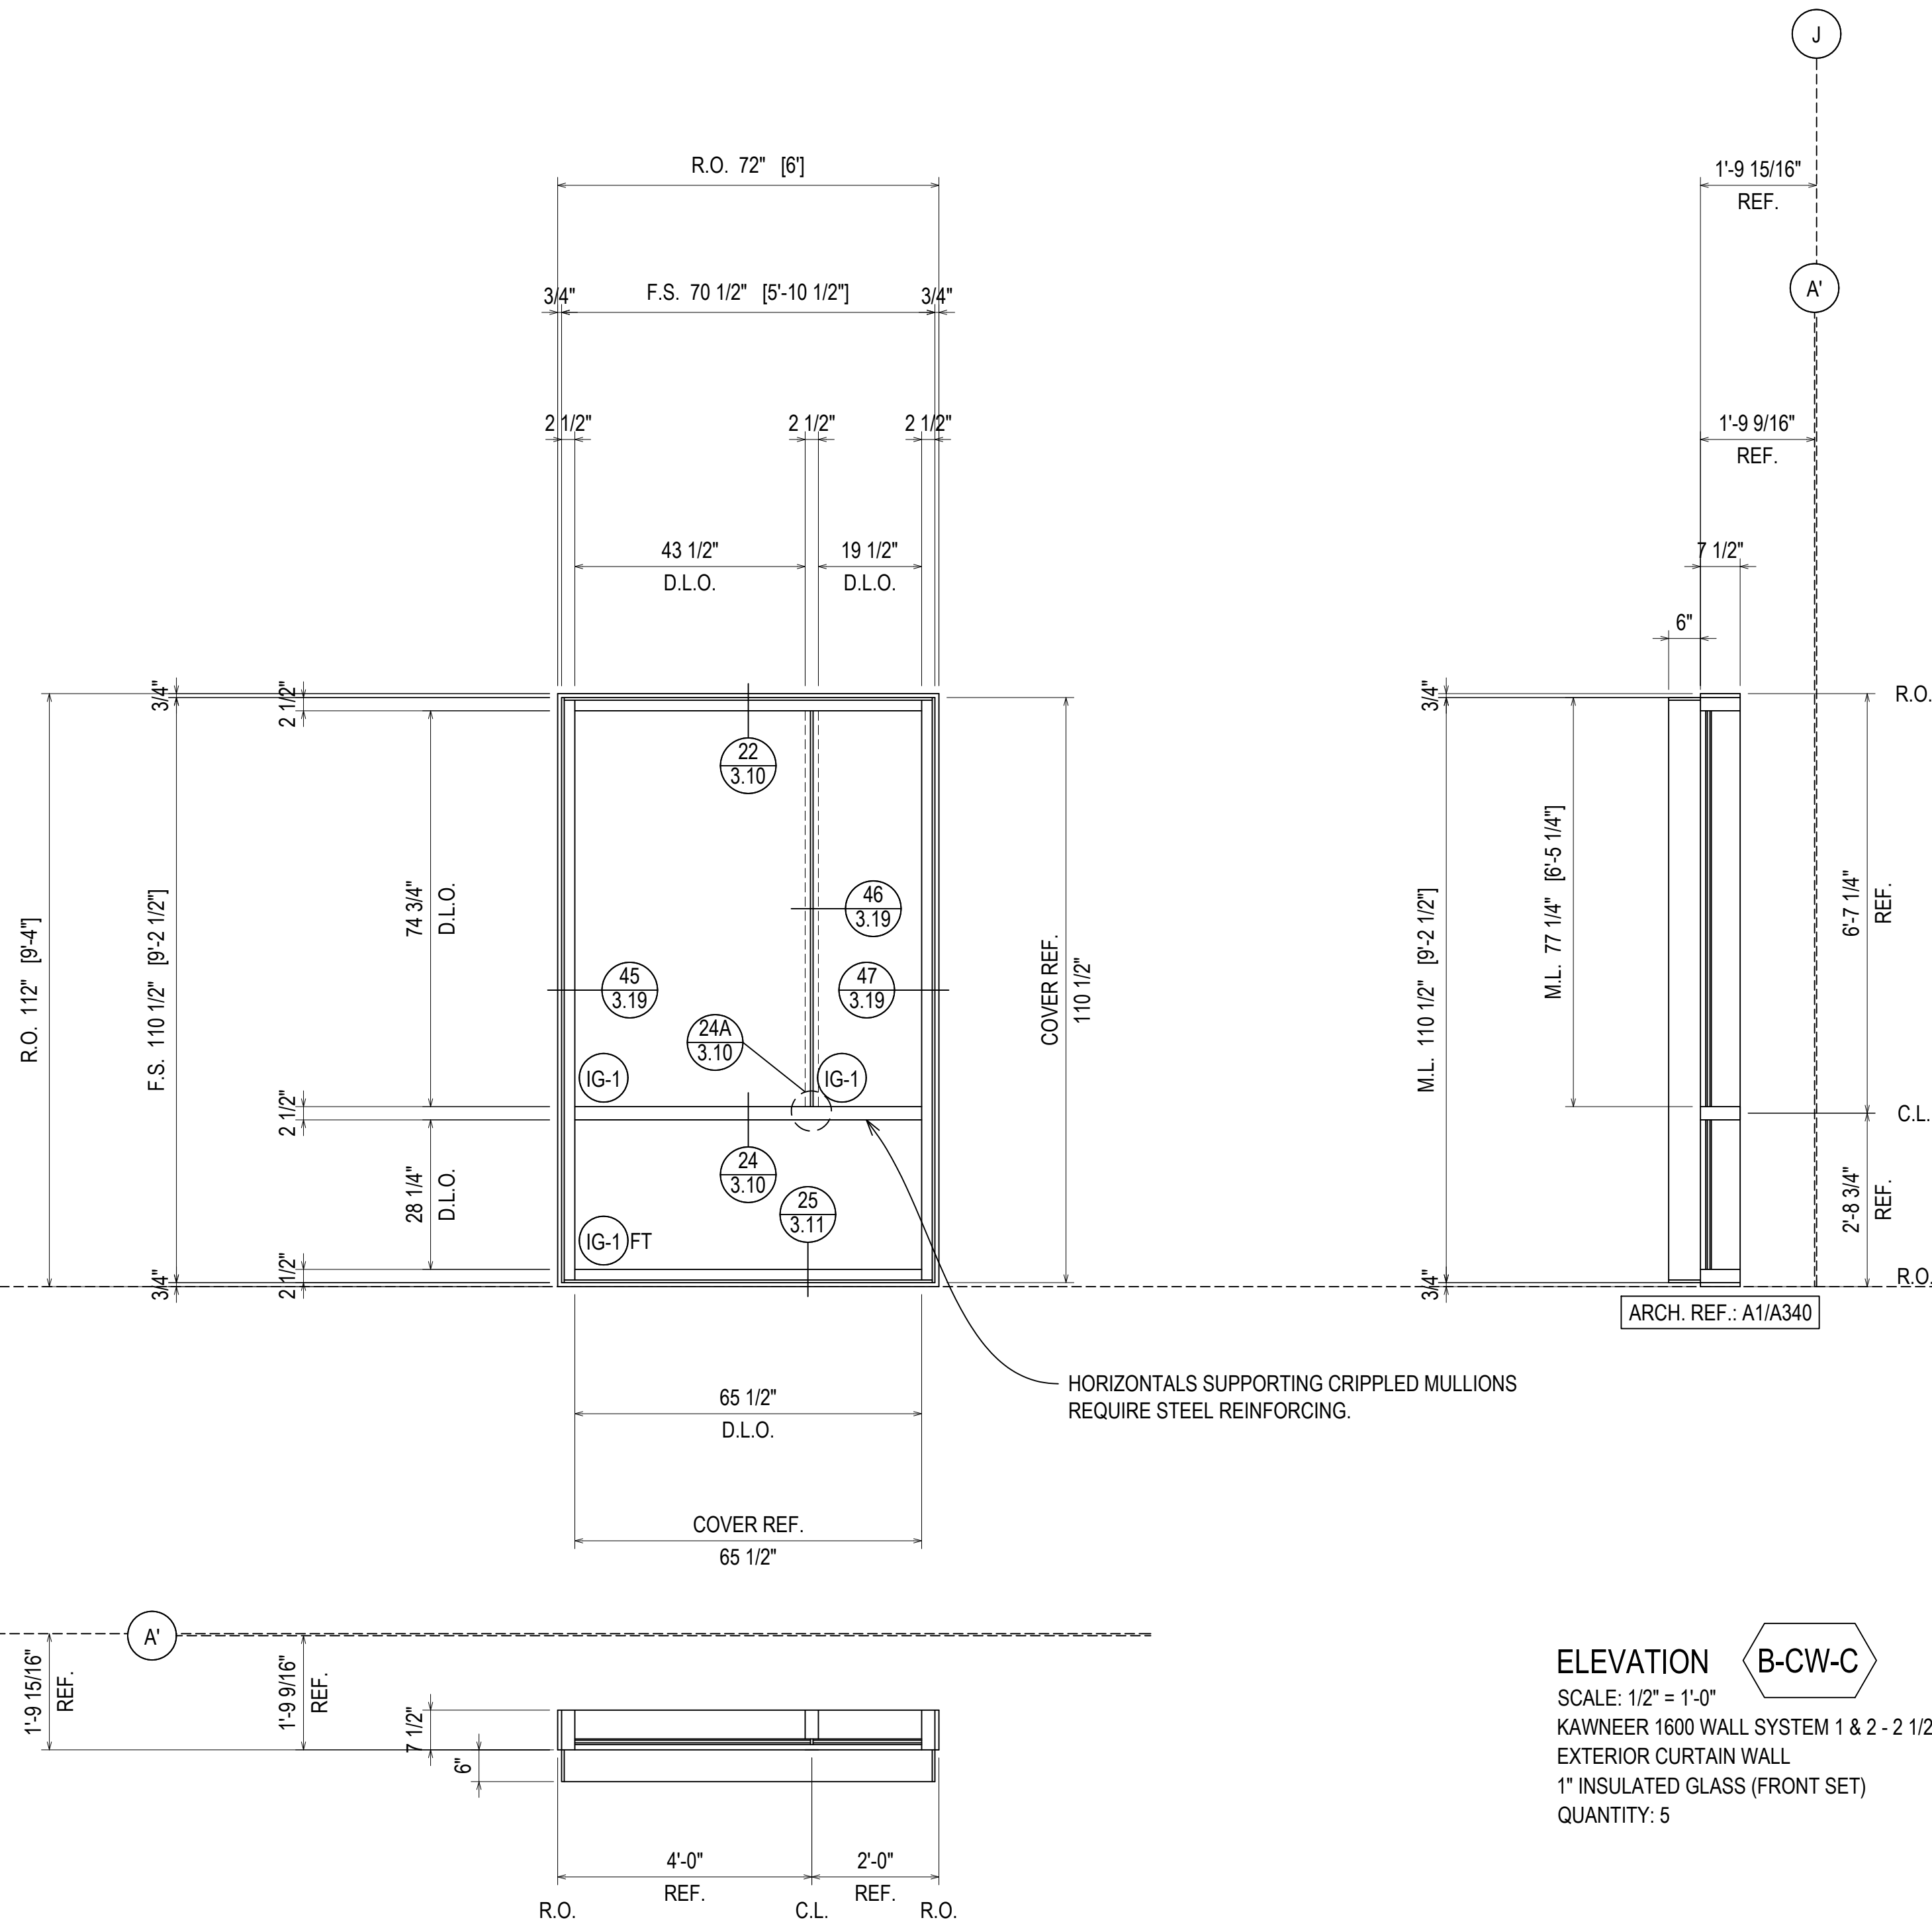 J
R.O. 72" [6']
1'-9 15/16"
REF.
A'
3/4"
F.S. 70 1/2" [5'-10 1/2"]
3/4"
2 1/2"
2 1/2"
2 1/2"
1'-9 9/16"
REF.
43 1/2"
D.L.O.
19 1/2"
D.L.O.
7 1/2"
6"
R.O. 112" [9'-4"]
3/4"
F.S. 110 1/2" [9'-2 1/2"]
3/4"
2 1/2"
2 1/2"
2 1/2"
74 3/4"
D.L.O.
28 1/4"
D.L.O.
22
3.10
46
3.19
45
3.19
47
3.19
24A
3.10
IG-1
IG-1
24
3.10
25
3.11
IG-1 FT
COVER REF.
110 1/2"
3/4"
M.L. 110 1/2" [9'-2 1/2"]
3/4"
M.L. 77 1/4" [6'-5 1/4"]
6'-7 1/4"
REF.
2'-8 3/4"
REF.
R.O.
C.L.
R.O.
ARCH. REF.: A1/A340
HORIZONTALS SUPPORTING CRIPPLED MULLIONS
REQUIRE STEEL REINFORCING.
65 1/2"
D.L.O.
COVER REF.
65 1/2"
A'
1'-9 15/16"
REF.
1'-9 9/16"
REF.
7 1/2"
6"
4'-0"
REF.
2'-0"
REF.
R.O.
C.L.
R.O.
ELEVATION B-CW-C
SCALE: 1/2" = 1'-0"
KAWNEER 1600 WALL SYSTEM 1 & 2 - 2 1/2
EXTERIOR CURTAIN WALL
1" INSULATED GLASS (FRONT SET)
QUANTITY: 5